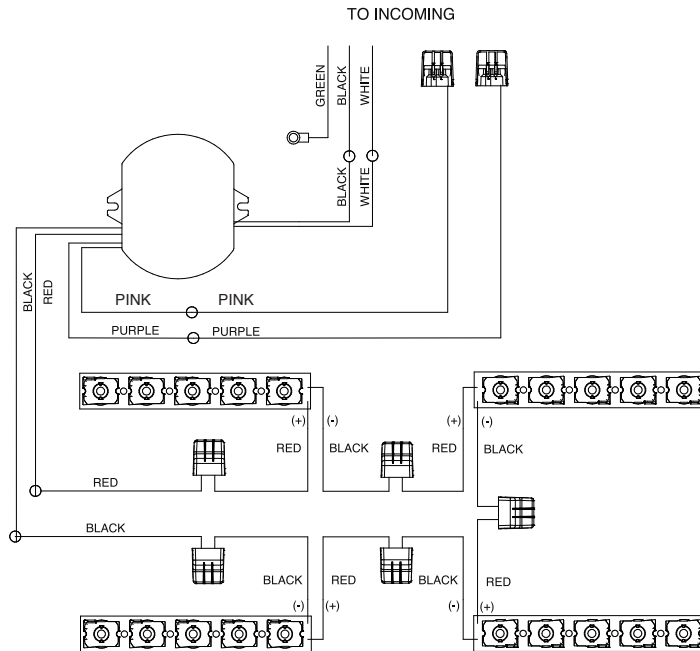 TO INCOMING
GREEN
BLACK
WHITE
BLACK
WHITE
BLACK
RED
PINK
PINK
PURPLE
PURPLE
(+)
(-)
(+)
(-)
RED
BLACK
RED
BLACK
RED
BLACK
BLACK
RED
BLACK
RED
(-)
(+)
(-)
(+)